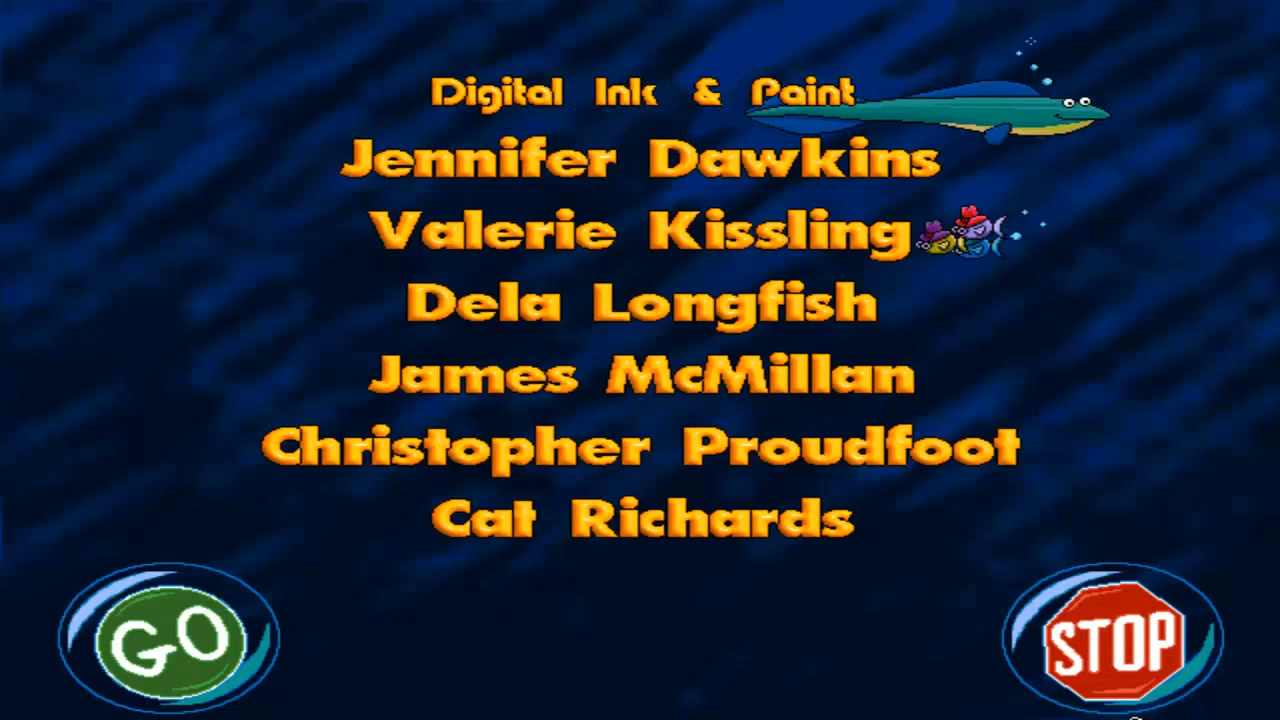 Digital Ink & Paint
Jennifer Dawkins
Valerie Kissling
Dela Longfish
James McMillan
Christopher Proudfoot
Cat Richards
GO
STOP